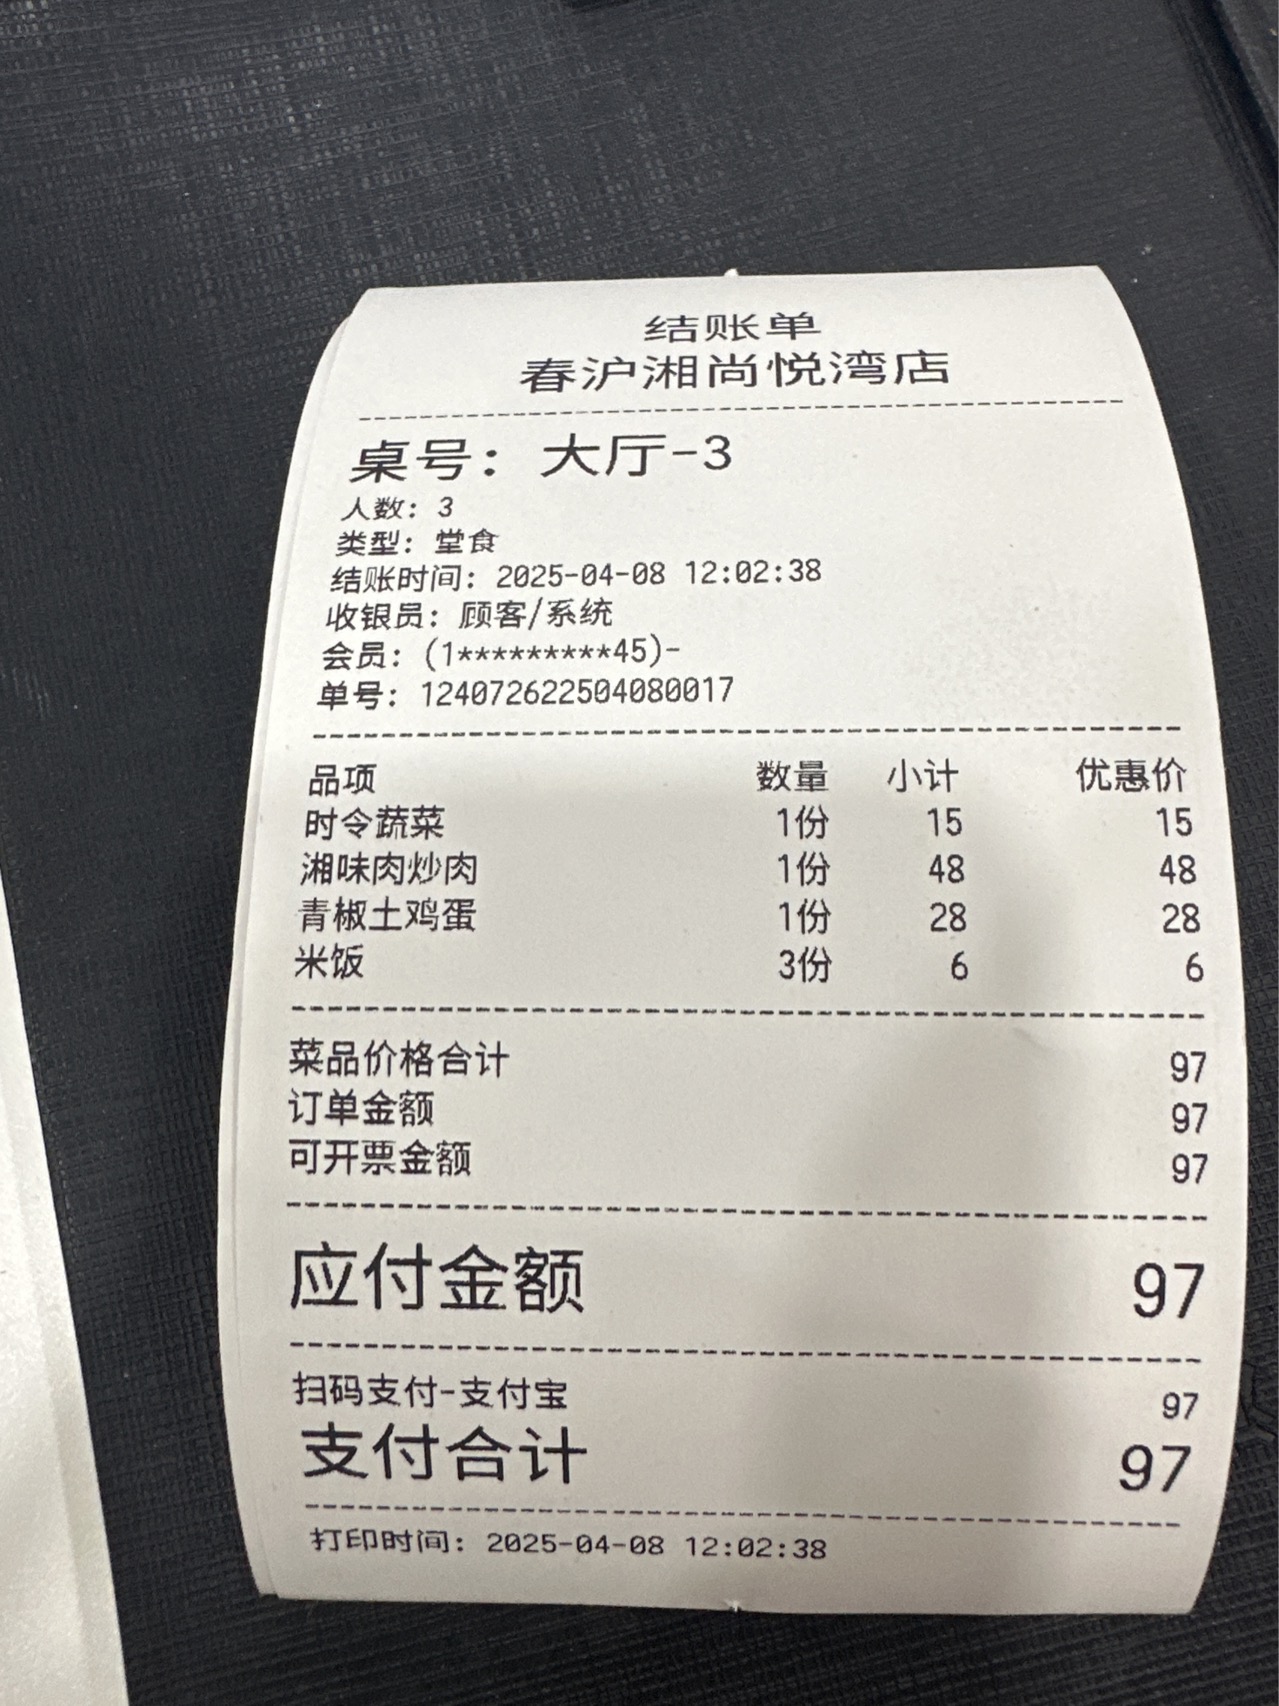 结账单
春沪湘尚悦湾店
桌号：大厅-3
人数：3
类型：堂食
结账时间：2025-04-08 12:02:38
收银员：顾客/系统
会员：(1*********45)-
单号：124072622504080017
品项 数量 小计 优惠价
时令蔬菜 1份 15 15
湘味肉炒肉 1份 48 48
青椒土鸡蛋 1份 28 28
米饭 3份 6 6
菜品价格合计 97
订单金额 97
可开票金额 97
应付金额 97
扫码支付-支付宝 97
支付合计 97
打印时间：2025-04-08 12:02:38